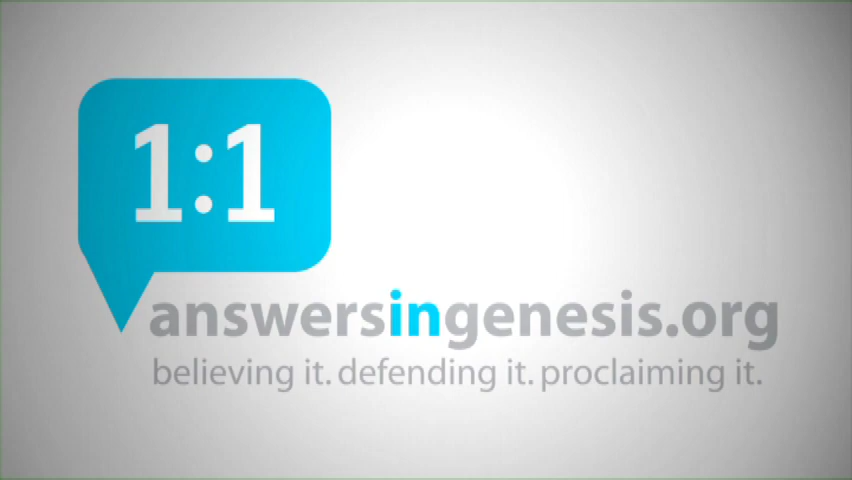 1:1
answersingenesis.org
believing it. defending it. proclaiming it.